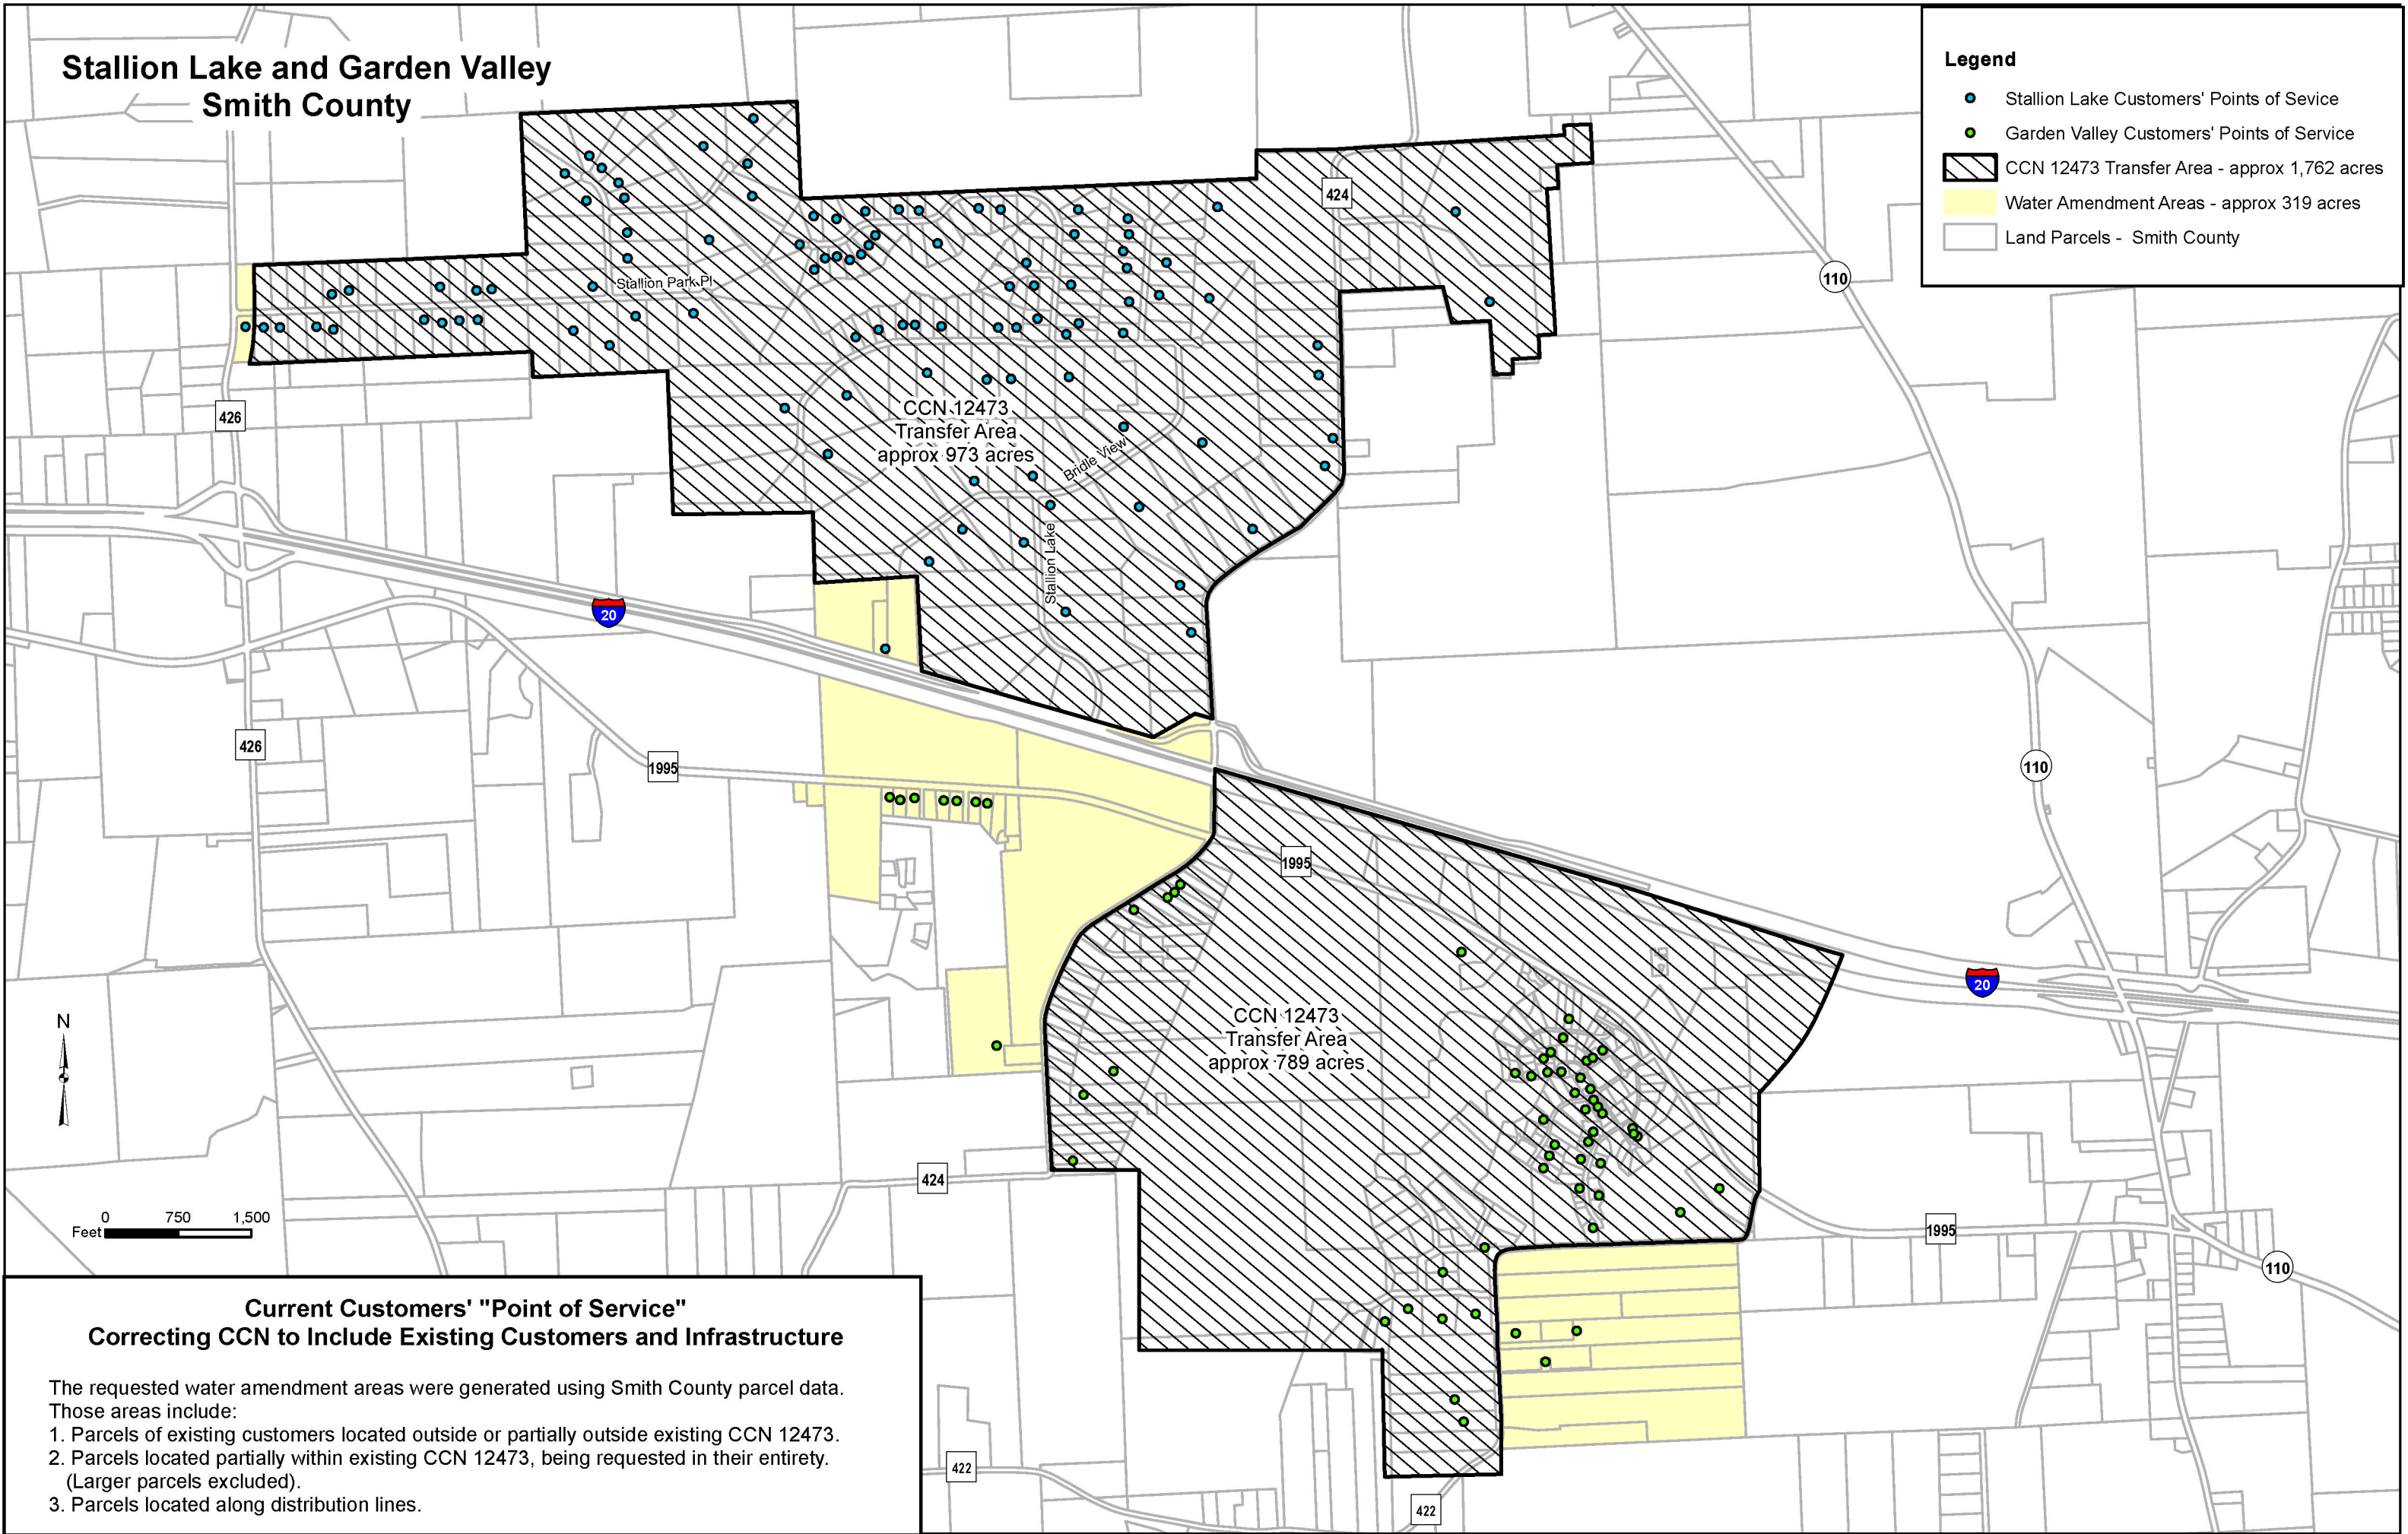 Stallion Lake and Garden Valley
Smith County
Legend
Stallion Lake Customers' Points of Sevice
Garden Valley Customers' Points of Service
CCN 12473 Transfer Area - approx 1,762 acres
Water Amendment Areas - approx 319 acres
Land Parcels - Smith County
424
110
Stallion Park Pl
426
CCN 12473
Transfer Area
approx 973 acres
Bridle View
Stallion Lake
20
426
1995
110
1995
20
N
CCN 12473
Transfer Area
approx 789 acres
424
0 750 1,500
Feet
1995
110
422
422
Current Customers' "Point of Service"
Correcting CCN to Include Existing Customers and Infrastructure
The requested water amendment areas were generated using Smith County parcel data.
Those areas include:
1. Parcels of existing customers located outside or partially outside existing CCN 12473.
2. Parcels located partially within existing CCN 12473, being requested in their entirety.
(Larger parcels excluded).
3. Parcels located along distribution lines.